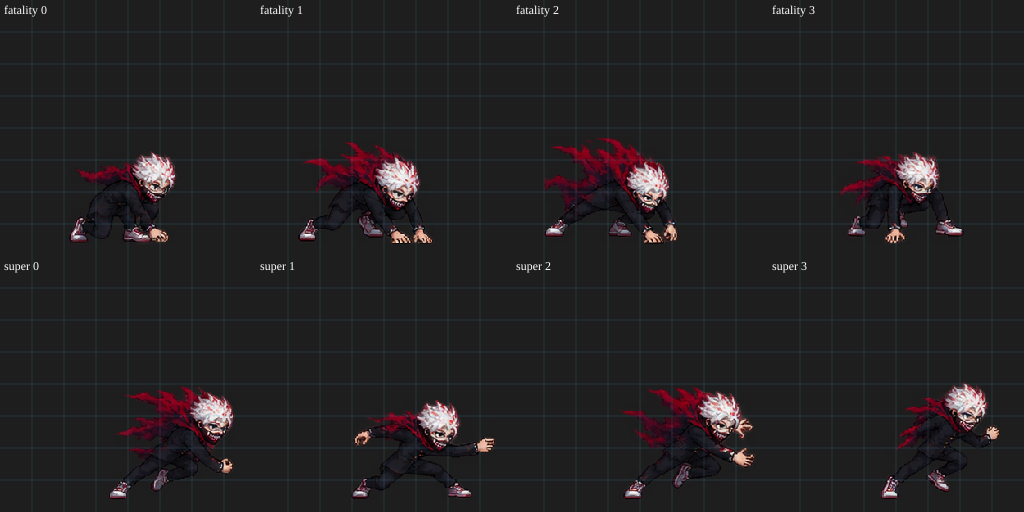 fatality 0
fatality 1
fatality 2
fatality 3
super 0
super 1
super 2
super 3